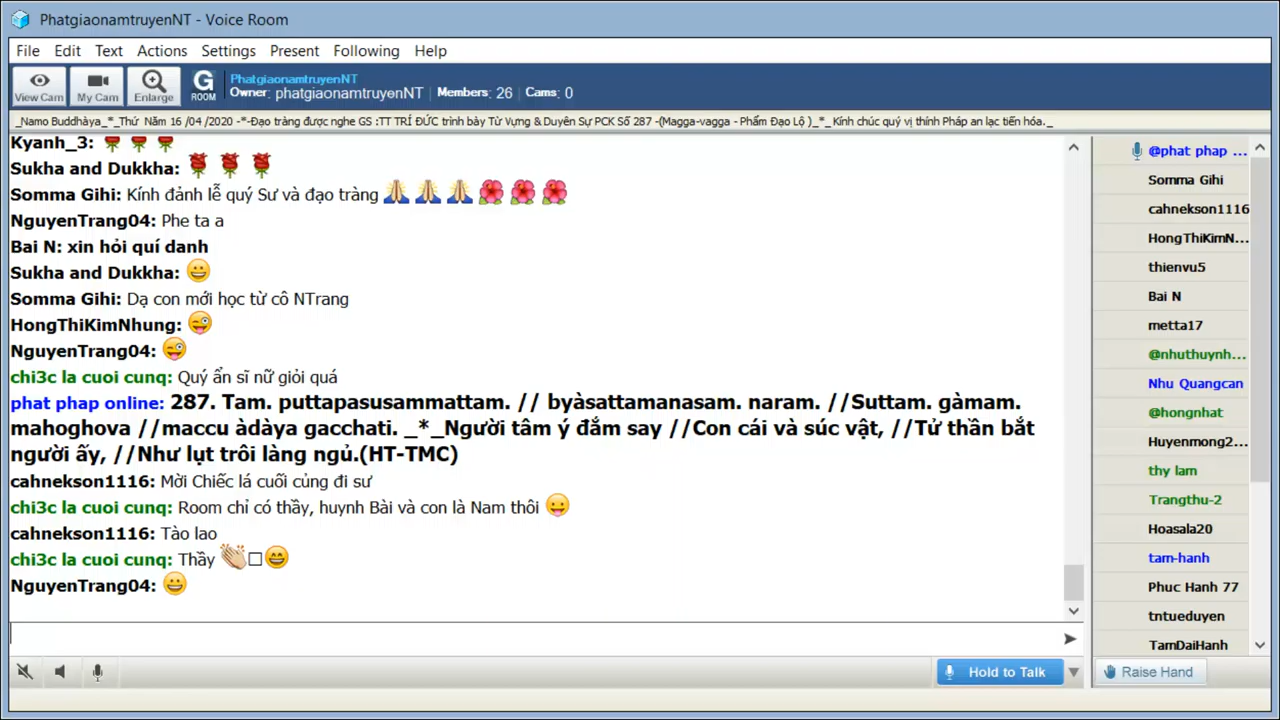 PhatgiaonamtruyenNT - Voice Room
File Edit Text Actions Settings Present Following Help
View Cam My Cam Enlarge G ROOM
PhatgiaonamtruyenNT
Owner: phatgiaonamtruyenNT | Members: 26 | Cams: 0
_Namo Buddhàya_*_Thứ Năm 16 /04 /2020 -*-Đạo tràng được nghe GS :TT TRÍ ĐỨC trình bày Từ Vựng & Duyên Sự PCK Số 287 -(Magga-vagga - Phẩm Đạo Lộ )_*_ Kính chúc quý vị thính Pháp an lạc tiến hóa._
Kyanh_3:
Sukha and Dukkha:
Somma Gihi: Kính đảnh lễ quý Sư và đạo tràng
NguyenTrang04: Phe ta a
Bai N: xin hỏi quí danh
Sukha and Dukkha:
Somma Gihi: Dạ con mới học từ cô NTrang
HongThiKimNhung:
NguyenTrang04:
chi3c la cuoi cunq: Quý ẩn sĩ nữ giỏi quá
phat phap online: 287. Tam. puttapasusammattam. // byàsattamanasam. naram. //Suttam. gàmam.
mahoghova //maccu àdàya gacchati. _*_Người tâm ý đắm say //Con cái và súc vật, //Tử thần bắt
người ấy, //Như lụt trôi làng ngủ.(HT-TMC)
cahnekson1116: Mời Chiếc lá cuối củng đi sư
chi3c la cuoi cunq: Room chỉ có thầy, huynh Bài và con là Nam thôi
cahnekson1116: Tào lao
chi3c la cuoi cunq: Thầy
NguyenTrang04:
@phat phap ...
Somma Gihi
cahnekson1116
HongThiKimN...
thienvu5
Bai N
metta17
@nhuthuynh...
Nhu Quangcan
@hongnhat
Huyenmong2...
thy lam
Trangthu-2
Hoasala20
tam-hanh
Phuc Hanh 77
tntueduyen
TamDaiHanh
Hold to Talk
Raise Hand